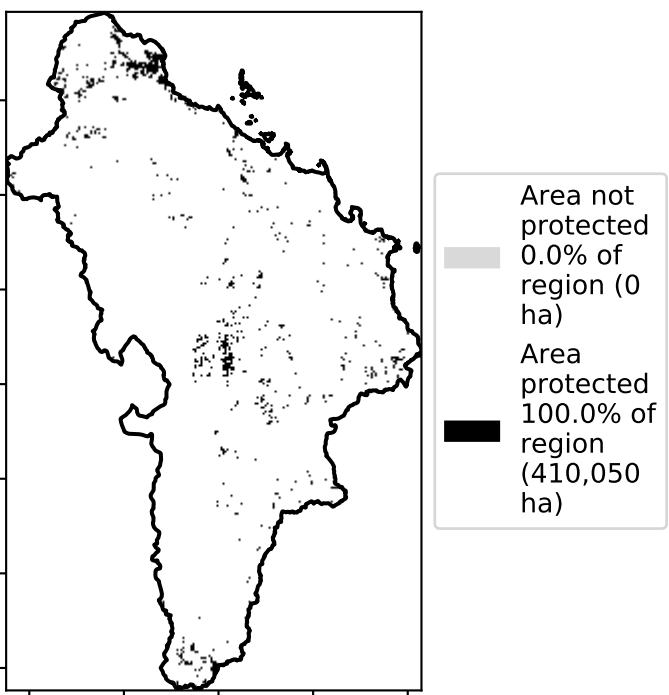 Area not
protected
0.0% of
region (0
ha)
Area
protected
100.0% of
region
(410,050
ha)